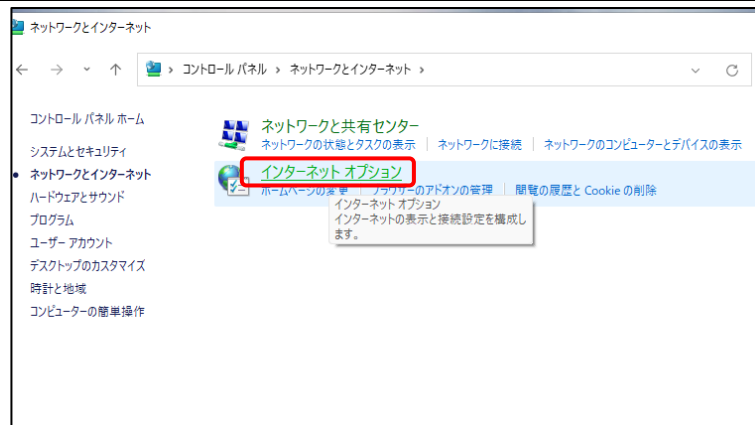 ネットワークとインターネット
コントロール パネル › ネットワークとインターネット ›
コントロール パネル ホーム
システムとセキュリティ
ネットワークとインターネット
ハードウェアとサウンド
プログラム
ユーザー アカウント
デスクトップのカスタマイズ
時計と地域
コンピューターの簡単操作
ネットワークと共有センター
ネットワークの状態とタスクの表示 | ネットワークに接続 | ネットワークのコンピューターとデバイスの表示
インターネット オプション
ホームページの変更 | ブラウザーのアドオンの管理 | 閲覧の履歴と Cookie の削除
インターネット オプション
インターネットの表示と接続設定を構成し
ます。